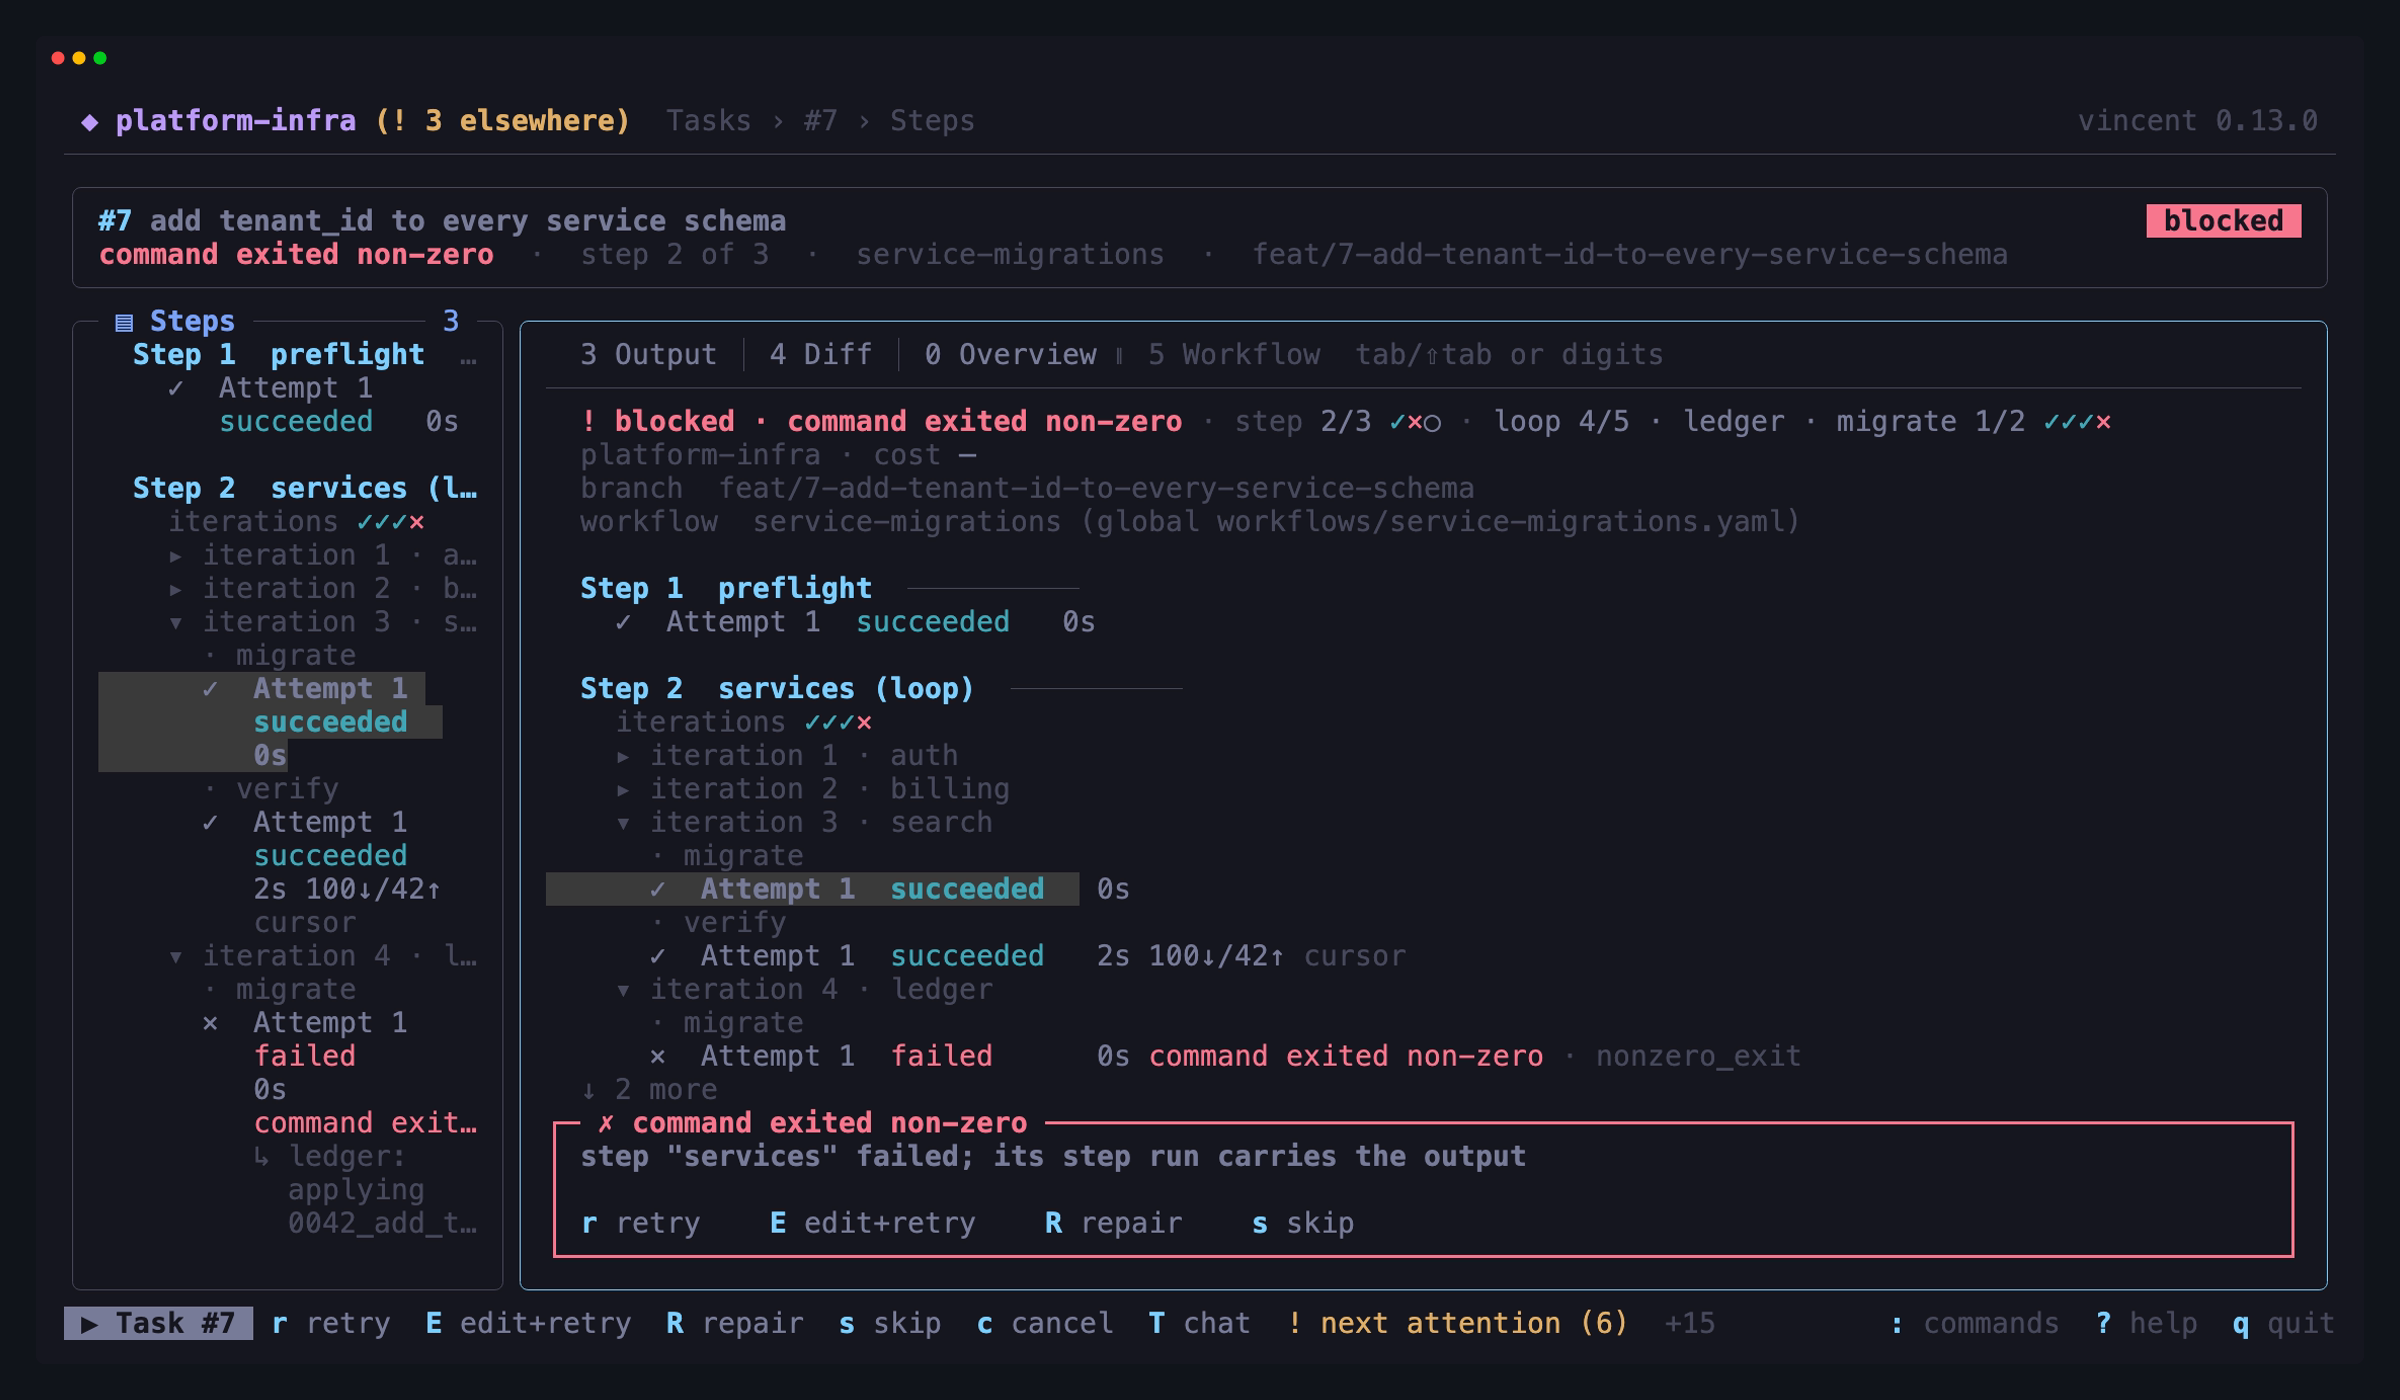 ◆ platform-infra (! 3 elsewhere) Tasks › #7 › Steps vincent 0.13.0
#7 add tenant_id to every service schema blocked
command exited non-zero · step 2 of 3 · service-migrations · feat/7-add-tenant-id-to-every-service-schema
▤ Steps 3
Step 1 preflight …
✓ Attempt 1
succeeded 0s
Step 2 services (l…
iterations ✓✓✓×
▸ iteration 1 · a…
▸ iteration 2 · b…
▾ iteration 3 · s…
· migrate
✓ Attempt 1
succeeded
0s
· verify
✓ Attempt 1
succeeded
2s 100↓/42↑
cursor
▾ iteration 4 · l…
· migrate
× Attempt 1
failed
0s
command exit…
↳ ledger:
applying
0042_add_t…
3 Output │ 4 Diff │ 0 Overview ‖ 5 Workflow tab/⇧tab or digits
! blocked · command exited non-zero · step 2/3 ✓×○ · loop 4/5 · ledger · migrate 1/2 ✓✓✓×
platform-infra · cost —
branch feat/7-add-tenant-id-to-every-service-schema
workflow service-migrations (global workflows/service-migrations.yaml)
Step 1 preflight
✓ Attempt 1 succeeded 0s
Step 2 services (loop)
iterations ✓✓✓×
▸ iteration 1 · auth
▸ iteration 2 · billing
▾ iteration 3 · search
· migrate
✓ Attempt 1 succeeded 0s
· verify
✓ Attempt 1 succeeded 2s 100↓/42↑ cursor
▾ iteration 4 · ledger
· migrate
× Attempt 1 failed 0s command exited non-zero · nonzero_exit
↓ 2 more
✗ command exited non-zero
step "services" failed; its step run carries the output
r retry E edit+retry R repair s skip
▶ Task #7 r retry E edit+retry R repair s skip c cancel T chat ! next attention (6) +15 : commands ? help q quit